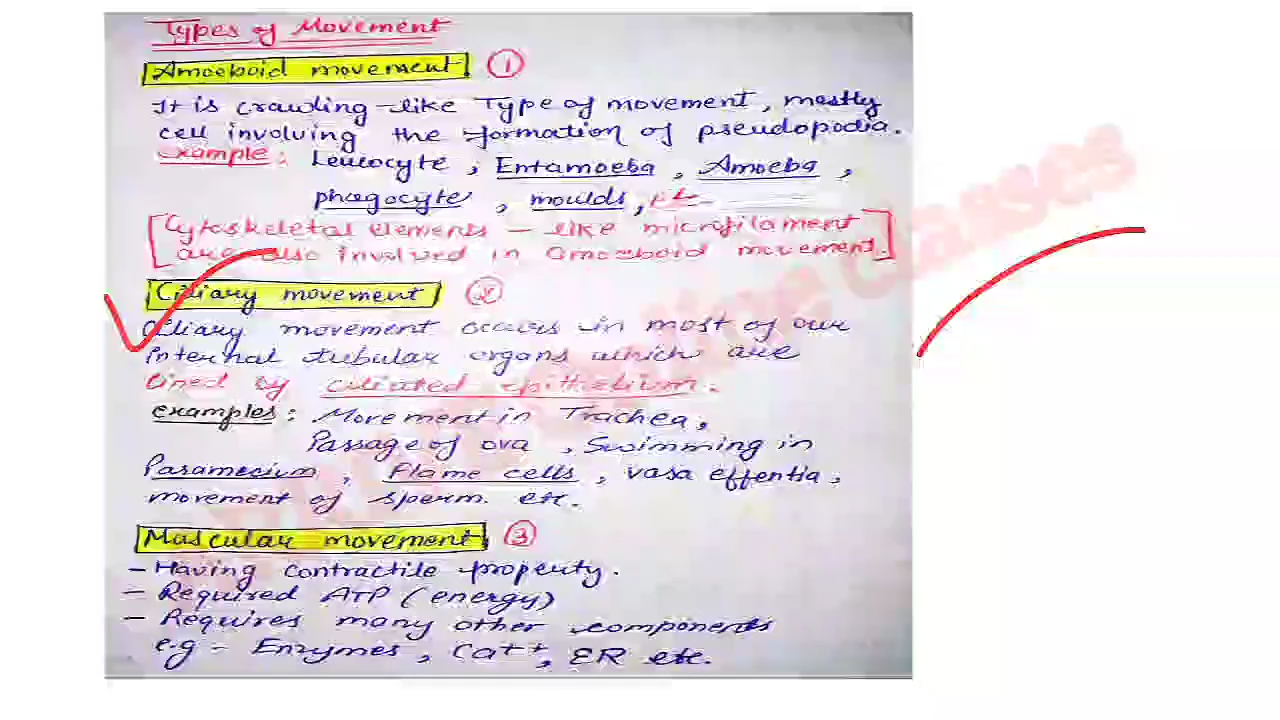 Types of Movement
Amoeboid movement 1
It is crawling-like Type of movement, mostly
cell involving the formation of pseudopodia.
example: Leucocyte, Entamoeba, Amoeba,
phagocyte, moulds, etc.
[Cytoskeletal elements - like microfilament
are also involved in amoeboid movement.]
Ciliary movement 2
Ciliary movement occurs in most of our
internal tubular organs which are
lined by ciliated epithelium.
examples: Movement in Trachea,
Passage of ova, Swimming in
Paramecium, Flame cells, vasa effentia,
movement of sperm. etc.
Muscular movement 3
- Having contractile property.
- Required ATP (energy)
- Requires many other components
e.g - Enzymes, Ca++, ER etc.